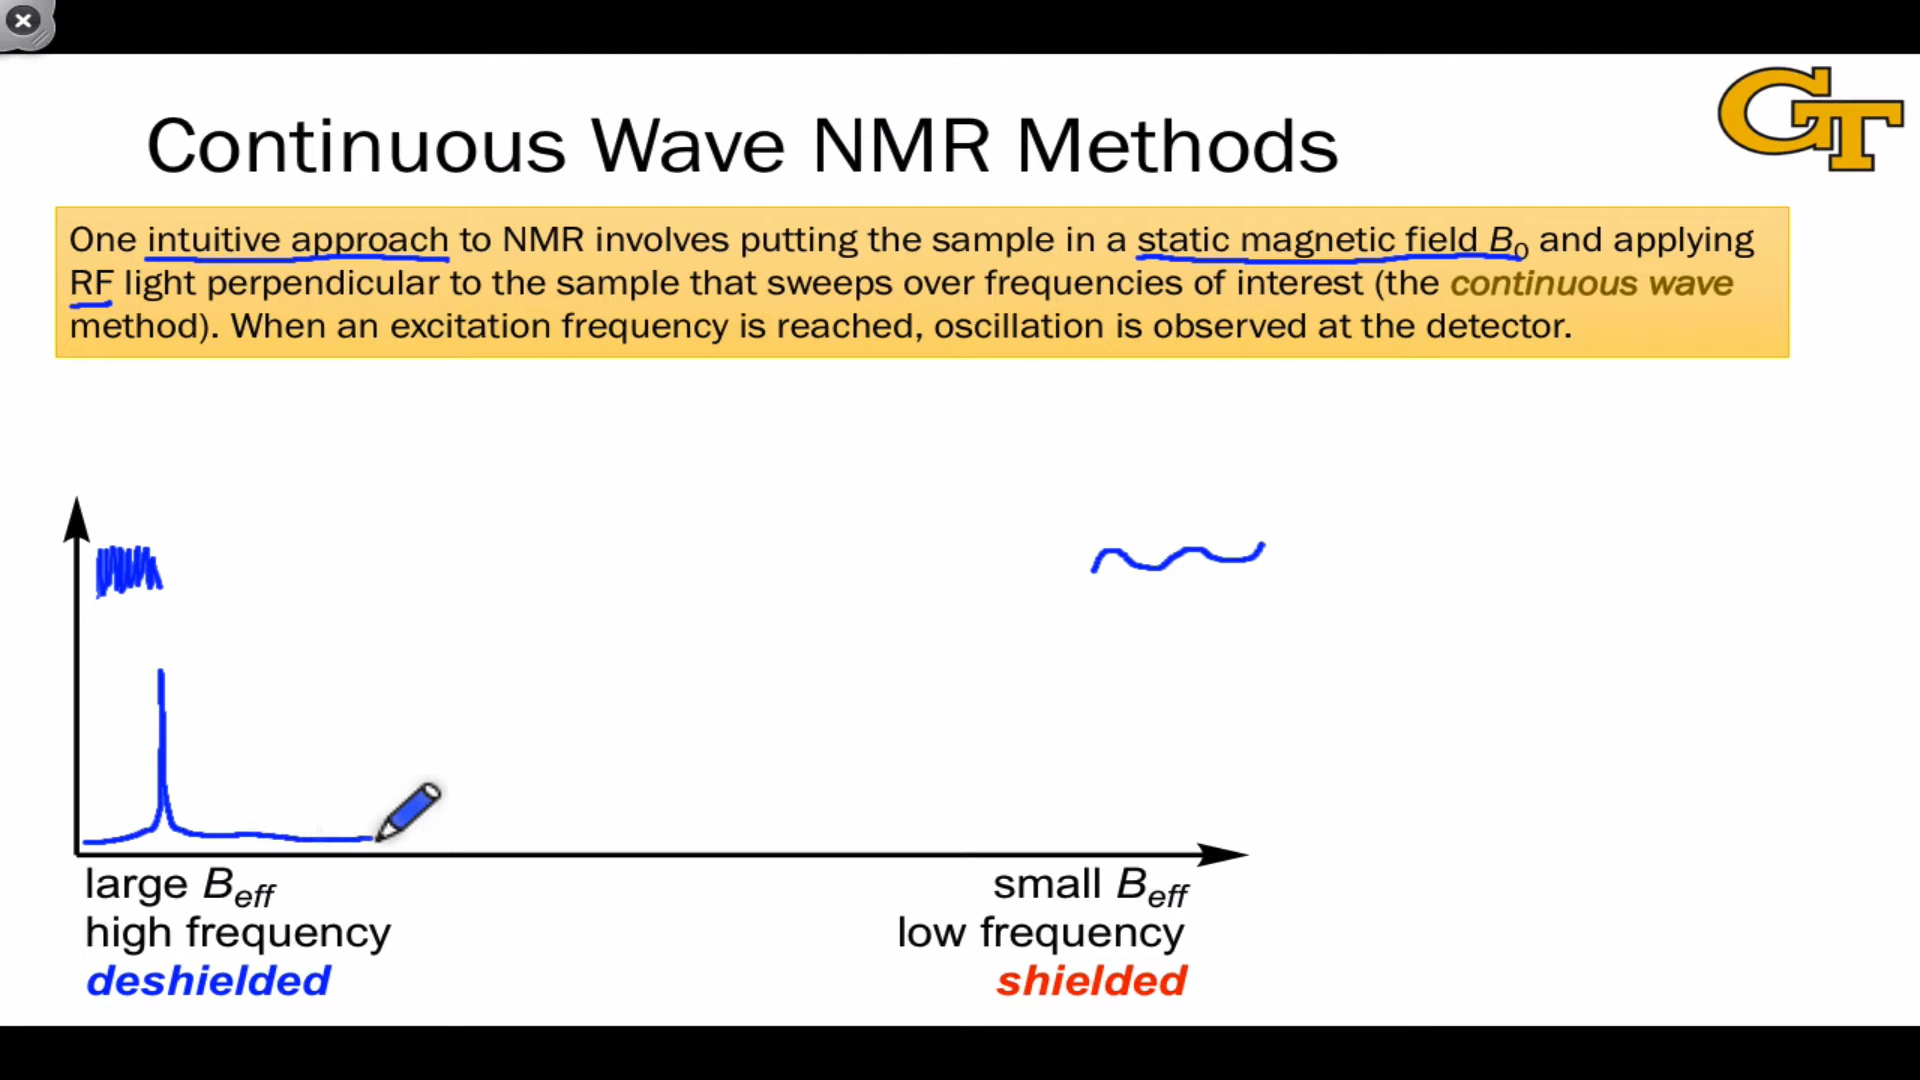 GT
Continuous Wave NMR Methods
One intuitive approach to NMR involves putting the sample in a static magnetic field B0 and applying
RF light perpendicular to the sample that sweeps over frequencies of interest (the continuous wave
method). When an excitation frequency is reached, oscillation is observed at the detector.
large Beff
high frequency
deshielded
small Beff
low frequency
shielded